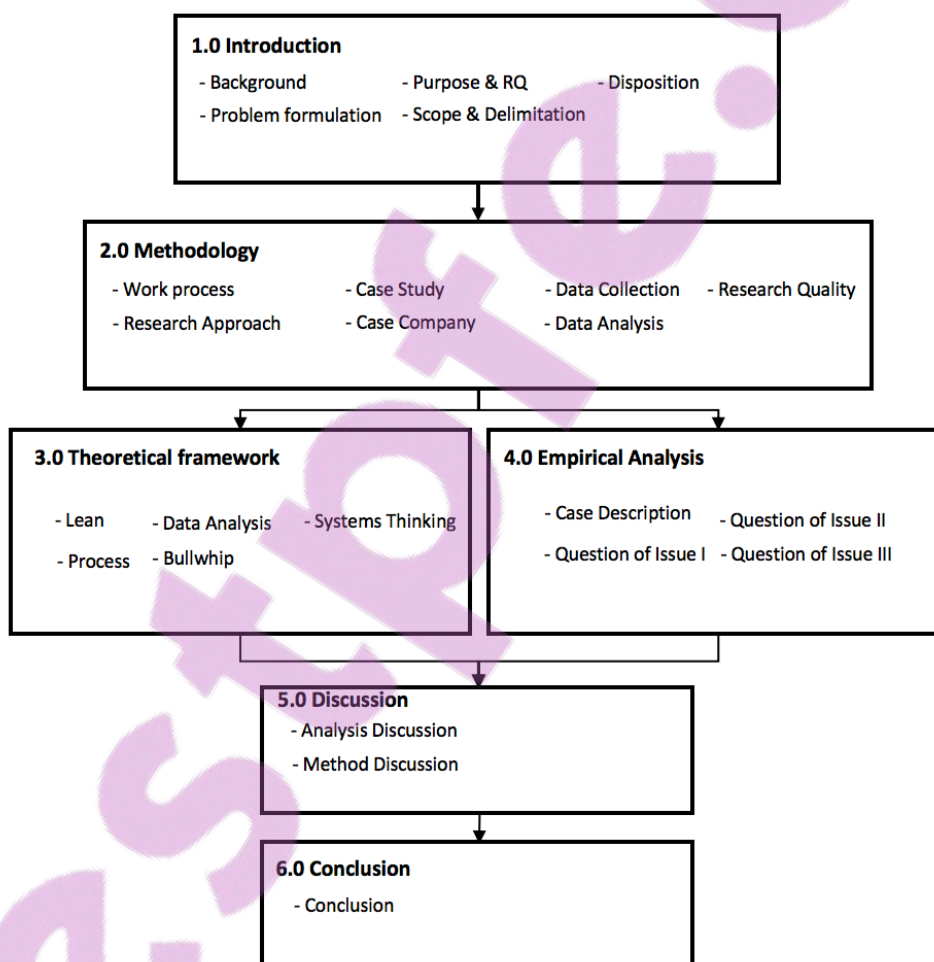 1.0 Introduction
- Background - Purpose & RQ - Disposition
- Problem formulation - Scope & Delimitation
2.0 Methodology
- Work process - Case Study - Data Collection - Research Quality
- Research Approach - Case Company - Data Analysis
3.0 Theoretical framework
- Lean - Data Analysis - Systems Thinking
- Process - Bullwhip
4.0 Empirical Analysis
- Case Description - Question of Issue II
- Question of Issue I - Question of Issue III
5.0 Discussion
- Analysis Discussion
- Method Discussion
6.0 Conclusion
- Conclusion